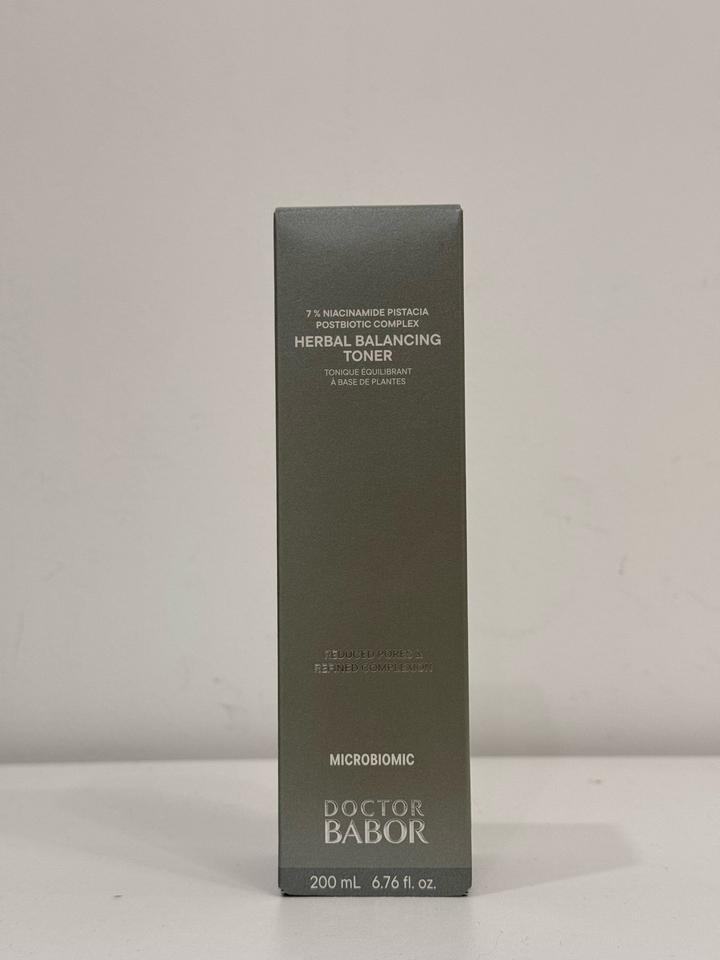 7 % NIACINAMIDE PISTACIA
POSTBIOTIC COMPLEX
HERBAL BALANCING
TONER
TONIQUE ÉQUILIBRANT
À BASE DE PLANTES
REDUCED PORES &
REFINED COMPLEXION
MICROBIOMIC
DOCTOR
BABOR
200 mL 6.76 fl. oz.